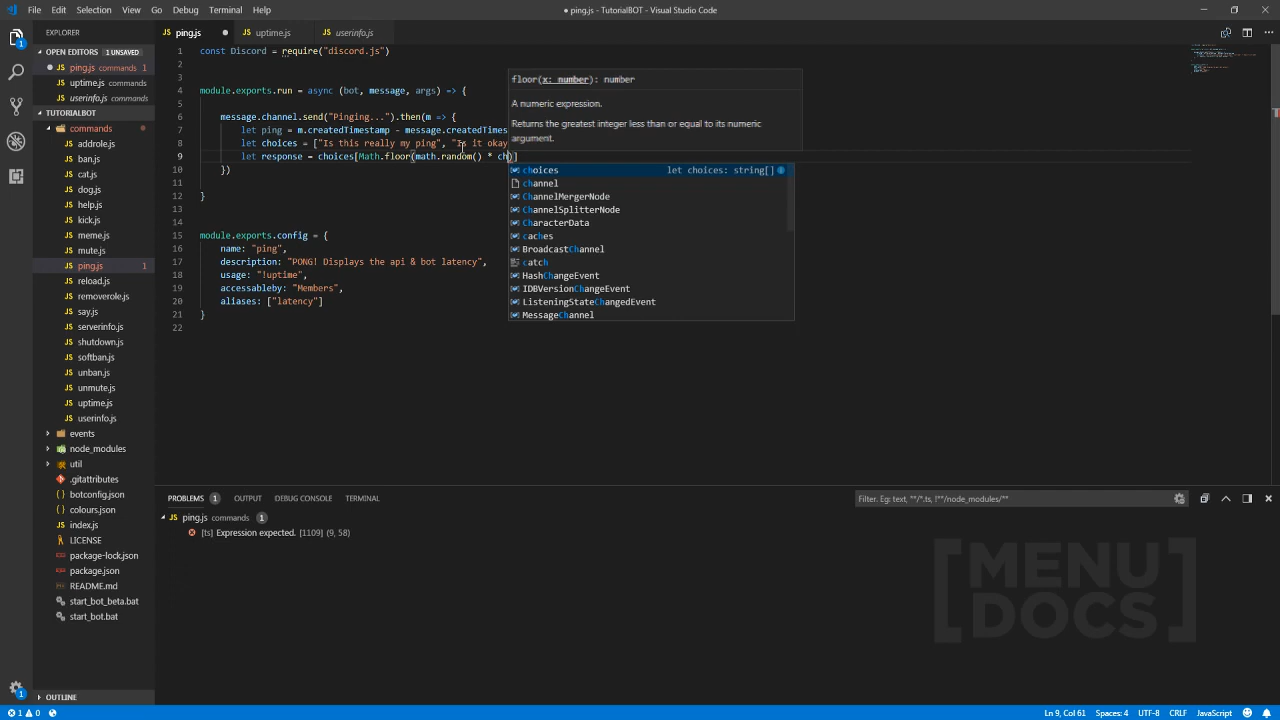 File Edit Selection View Go Debug Terminal Help
● ping.js - TutorialBOT - Visual Studio Code
EXPLORER
OPEN EDITORS 1 UNSAVED
ping.js commands 1
uptime.js commands
userinfo.js commands
TUTORIALBOT
commands
addrole.js
ban.js
cat.js
dog.js
help.js
kick.js
meme.js
mute.js
ping.js 1
reload.js
removerole.js
say.js
serverinfo.js
shutdown.js
softban.js
unban.js
unmute.js
uptime.js
userinfo.js
events
node_modules
util
.gitattributes
botconfig.json
colours.json
index.js
LICENSE
package-lock.json
package.json
README.md
start_bot_beta.bat
start_bot.bat
OUTLINE
ping.js ● uptime.js userinfo.js
1 const Discord = require("discord.js")
2
3
4 module.exports.run = async (bot, message, args) => {
5
6 message.channel.send("Pinging...").then(m => {
7 let ping = m.createdTimestamp - message.createdTimes
8 let choices = ["Is this really my ping", "Is it okay
9 let response = choices[Math.floor(math.random() * ch)]
10 })
11
12 }
13
14
15 module.exports.config = {
16 name: "ping",
17 description: "PONG! Displays the api & bot latency",
18 usage: "!uptime",
19 accessableby: "Members",
20 aliases: ["latency"]
21 }
22
floor(x: number): number
A numeric expression.
Returns the greatest integer less than or equal to its numeric
argument.
choices let choices: string[]
channel
ChannelMergerNode
ChannelSplitterNode
CharacterData
caches
BroadcastChannel
catch
HashChangeEvent
IDBVersionChangeEvent
ListeningStateChangedEvent
MessageChannel
PROBLEMS 1 OUTPUT DEBUG CONSOLE TERMINAL
Filter. Eg: text, **/*.ts, !**/node_modules/**
ping.js commands 1
[ts] Expression expected. [1109] (9, 58)
[MENU
DOCS]
1 0
Ln 9, Col 61 Spaces: 4 UTF-8 CRLF JavaScript